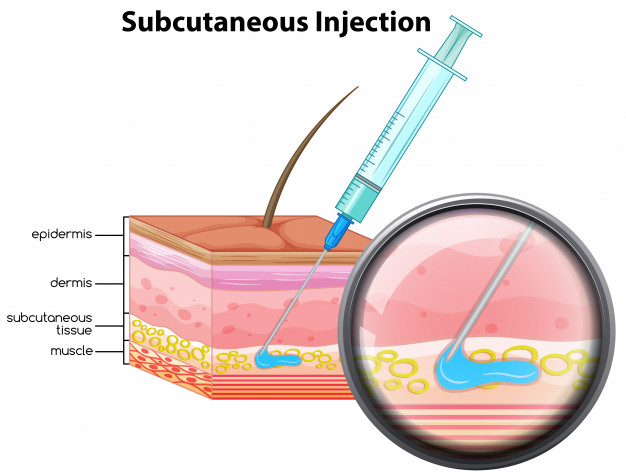 Subcutaneous Injection
epidermis
dermis
subcutaneous
tissue
muscle